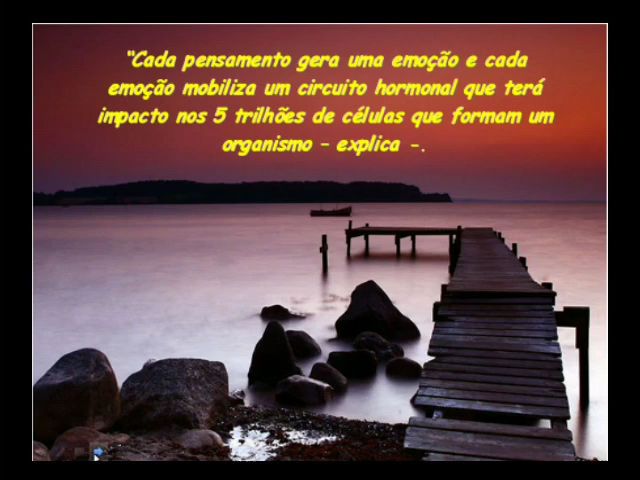 "Cada pensamento gera uma emoção e cada
emoção mobiliza um circuito hormonal que terá
impacto nos 5 trilhões de células que formam um
organismo – explica -.